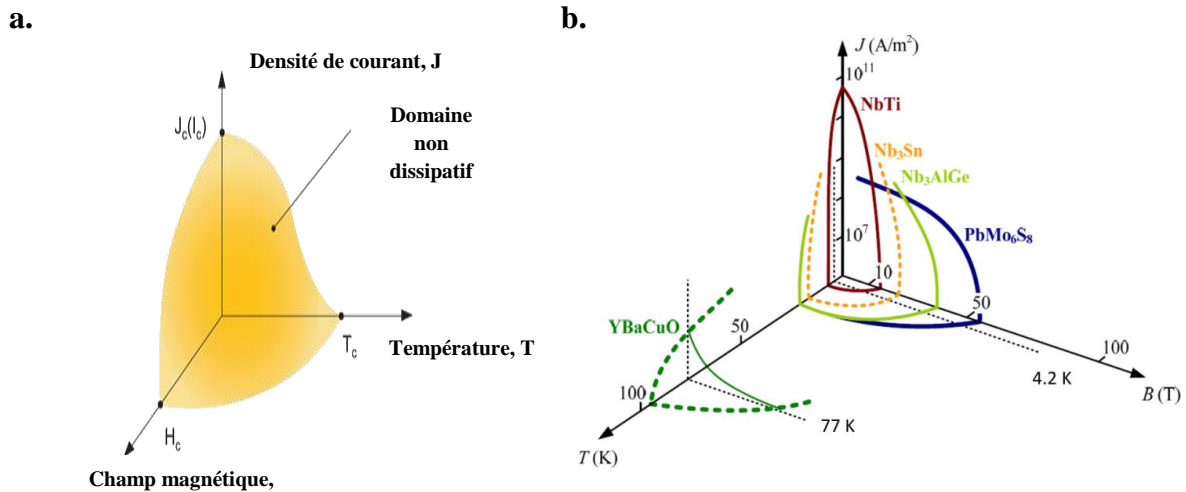 a.
Densité de courant, J
Jc(Ic)
Domaine
non
dissipatif
Tc
Température, T
Hc
Champ magnétique,
b.
J (A/m²)
10¹¹
NbTi
Nb₃Sn
Nb₃AlGe
PbMo₆S₈
10⁷
10
50
100
B (T)
4.2 K
YBaCuO
50
100
77 K
T (K)